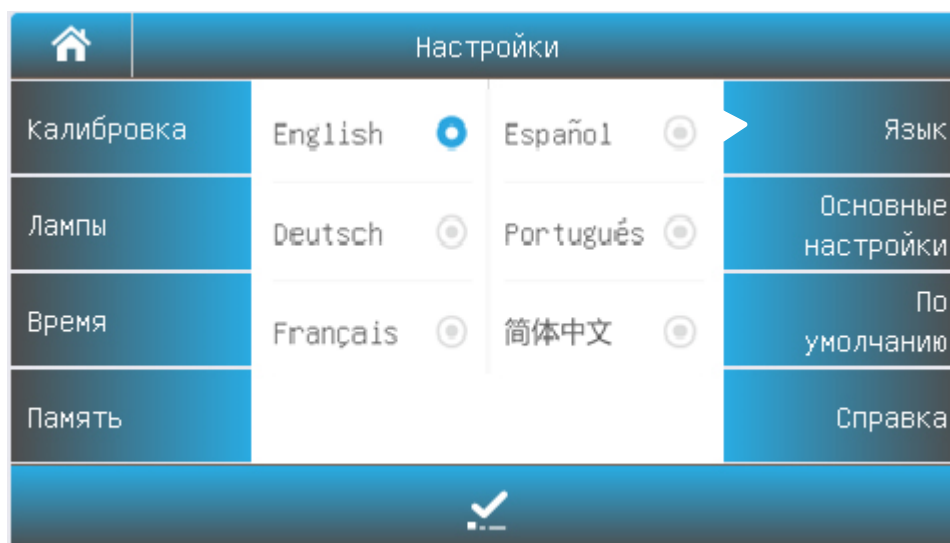 Настройки
Калибровка
Лампы
Время
Память
English
Español
Deutsch
Português
Français
简体中文
Язык
Основные
настройки
По
умолчанию
Справка